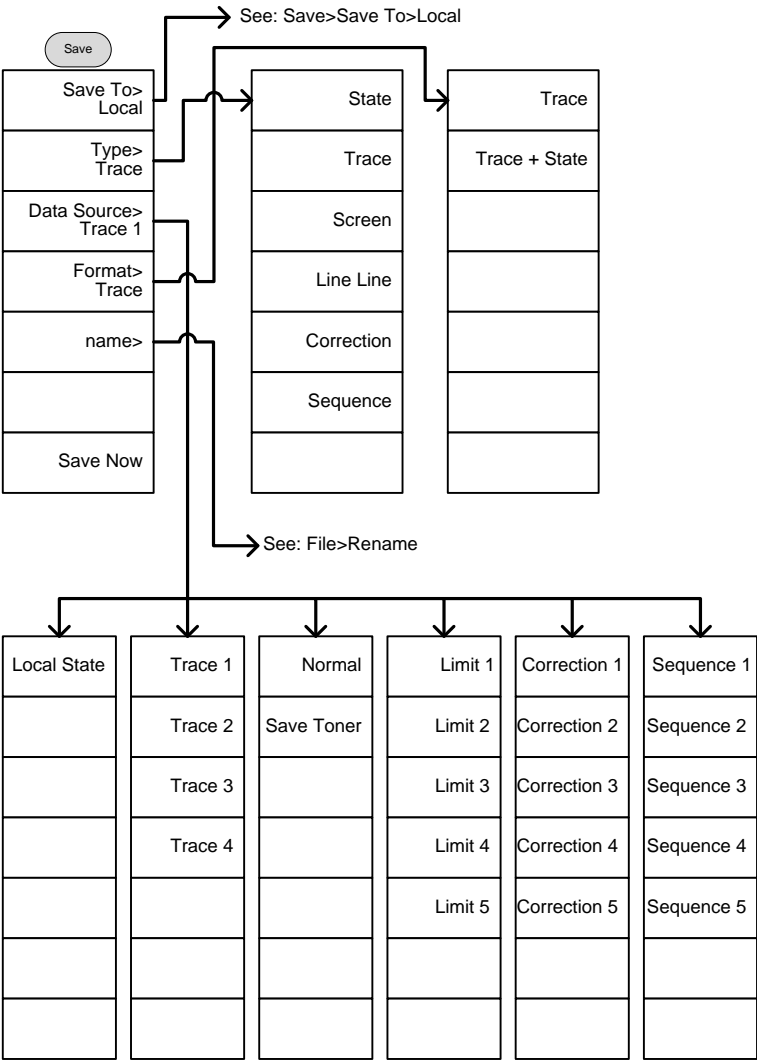 See: Save>Save To>Local
Save
Save To>
Local
Type>
Trace
Data Source>
Trace 1
Format>
Trace
name>
Save Now
State
Trace
Screen
Line Line
Correction
Sequence
Trace
Trace + State
See: File>Rename
Local State
Trace 1
Trace 2
Trace 3
Trace 4
Normal
Save Toner
Limit 1
Limit 2
Limit 3
Limit 4
Limit 5
Correction 1
Correction 2
Correction 3
Correction 4
Correction 5
Sequence 1
Sequence 2
Sequence 3
Sequence 4
Sequence 5